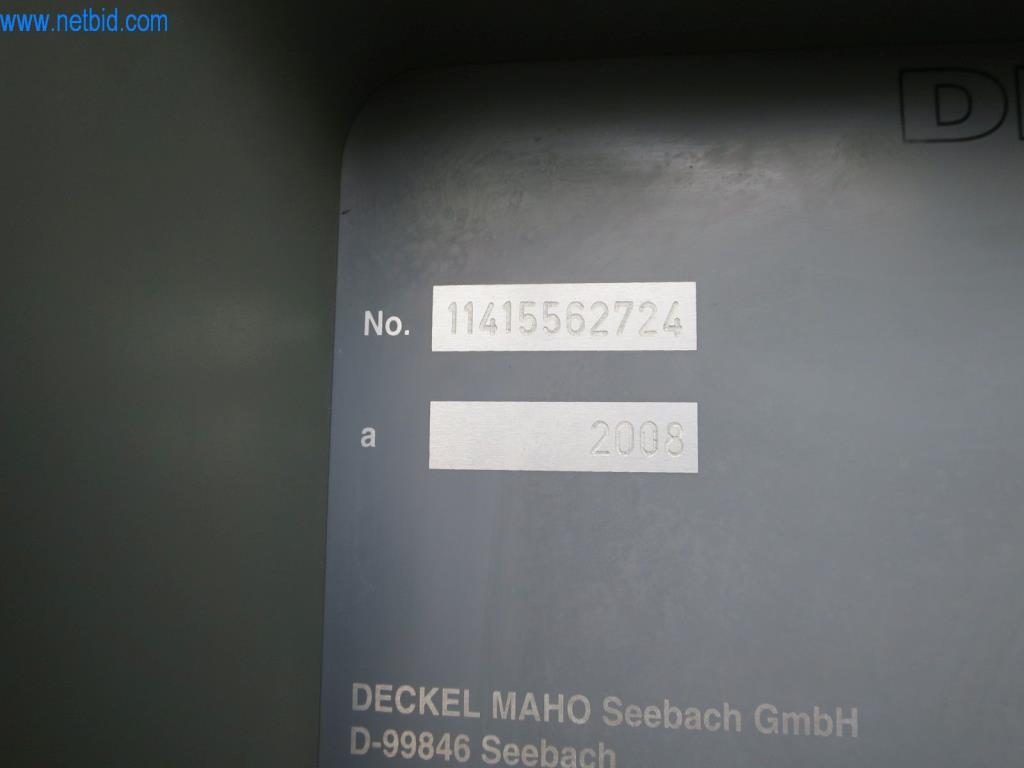 www.netbid.com
No. 11415562724
a 2008
DECKEL MAHO Seebach GmbH
D-99846 Seebach